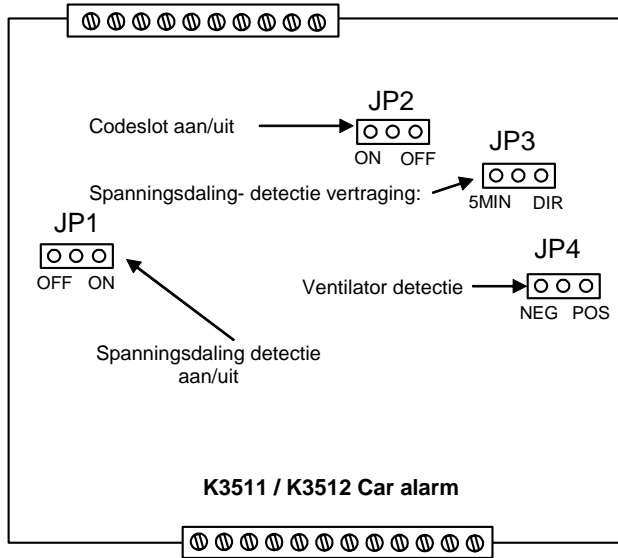 JP2
Codeslot aan/uit
ON OFF
JP3
Spanningsdaling- detectie vertraging:
5MIN DIR
JP1
OFF ON
JP4
Ventilator detectie
NEG POS
Spanningsdaling detectie
aan/uit
K3511 / K3512 Car alarm